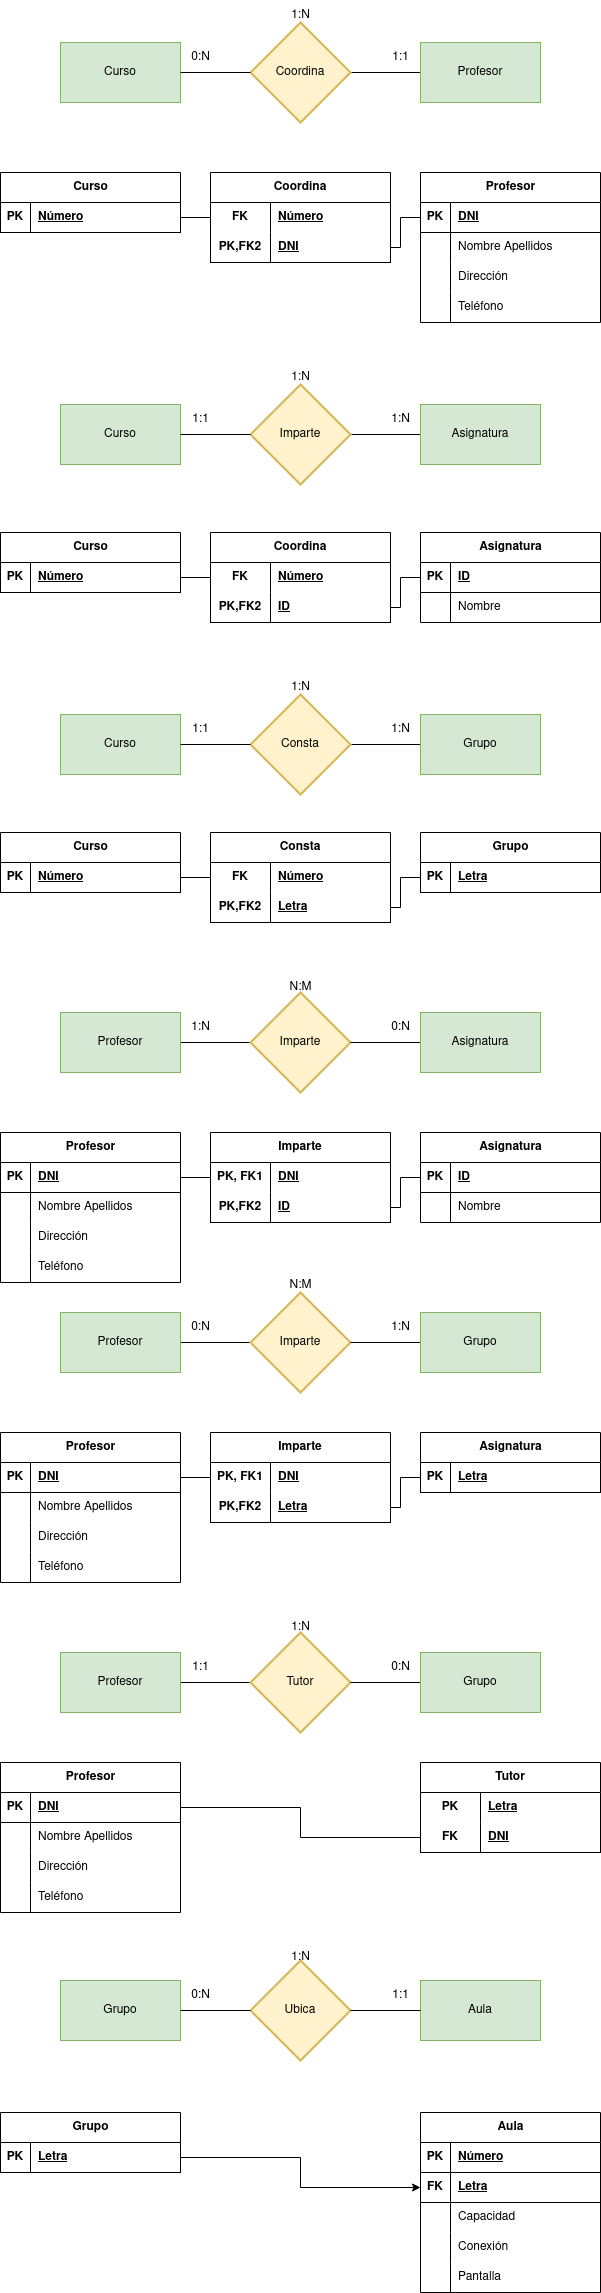 1:N
0:N
1:1
Curso
Coordina
Profesor
Curso
Coordina
Profesor
PK Número
FK Número
PK DNI
PK,FK2 DNI
Nombre Apellidos
Dirección
Teléfono
1:N
1:1
1:N
Curso
Imparte
Asignatura
Curso
Coordina
Asignatura
PK Número
FK Número
PK ID
PK,FK2 ID
Nombre
1:N
1:1
1:N
Curso
Consta
Grupo
Curso
Consta
Grupo
PK Número
FK Número
PK Letra
PK,FK2 Letra
N:M
1:N
0:N
Profesor
Imparte
Asignatura
Profesor
Imparte
Asignatura
PK DNI
PK, FK1 DNI
PK ID
Nombre Apellidos
PK,FK2 ID
Nombre
Dirección
Teléfono
N:M
0:N
1:N
Profesor
Imparte
Grupo
Profesor
Imparte
Asignatura
PK DNI
PK, FK1 DNI
PK Letra
Nombre Apellidos
PK,FK2 Letra
Dirección
Teléfono
1:N
1:1
0:N
Profesor
Tutor
Grupo
Profesor
Tutor
PK DNI
PK Letra
Nombre Apellidos
FK DNI
Dirección
Teléfono
1:N
0:N
1:1
Grupo
Ubica
Aula
Grupo
Aula
PK Letra
PK Número
FK Letra
Capacidad
Conexión
Pantalla